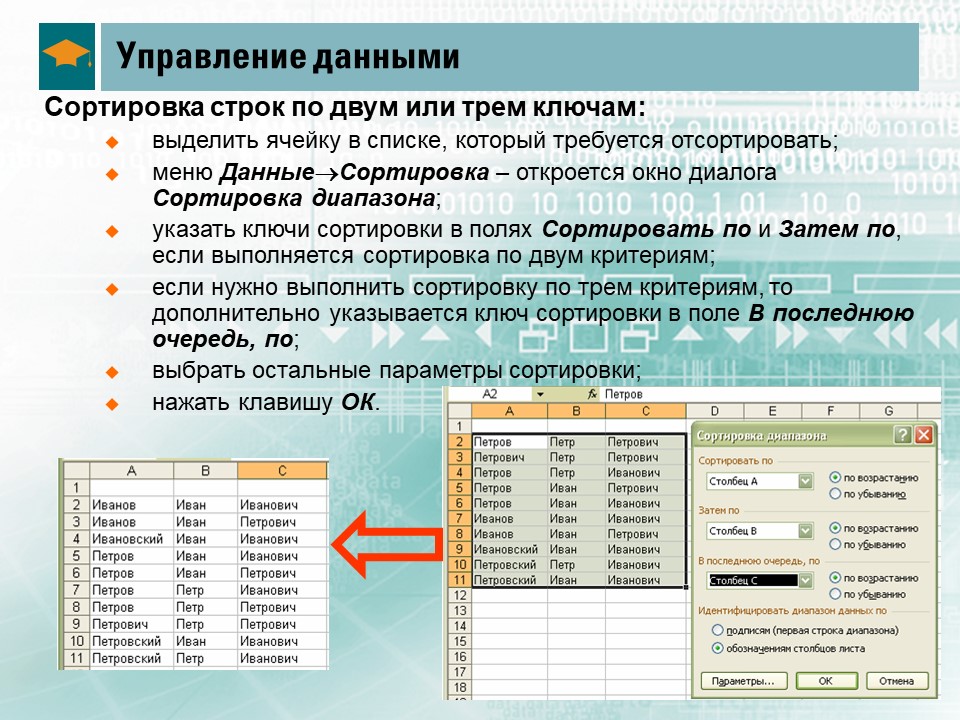 Управление данными
Сортировка строк по двум или трем ключам:
выделить ячейку в списке, который требуется отсортировать;
меню Данные→Сортировка – откроется окно диалога
Сортировка диапазона;
указать ключи сортировки в полях Сортировать по и Затем по,
если выполняется сортировка по двум критериям;
если нужно выполнить сортировку по трем критериям, то
дополнительно указывается ключ сортировки в поле В последнюю
очередь, по;
выбрать остальные параметры сортировки;
нажать клавишу ОК.
A B C
1
2 Иванов Иван Иванович
3 Иванов Иван Петрович
4 Ивановский Иван Иванович
5 Петров Иван Иванович
6 Петров Иван Петрович
7 Петров Петр Иванович
8 Петров Петр Петрович
9 Петрович Петр Петрович
10 Петровский Иван Иванович
11 Петровский Петр Иванович
A2 fx Петров
A B C D E F G
1
2 Петров Петр Петрович
3 Петрович Петр Петрович
4 Петров Петр Иванович
5 Петров Иван Петрович
6 Петров Иван Иванович
7 Иванов Иван Петрович
8 Иванов Иван Иванович
9 Ивановский Иван Иванович
10 Петровский Петр Иванович
11 Петровский Иван Иванович
12
13
14
15
16
17
18
Сортировка диапазона
Сортировать по
Столбец A
по возрастанию
по убыванию
Затем по
Столбец B
по возрастанию
по убыванию
В последнюю очередь, по
Столбец C
по возрастанию
по убыванию
Идентифицировать диапазон данных по
подписям (первая строка диапазона)
обозначениям столбцов листа
Параметры... ОК Отмена